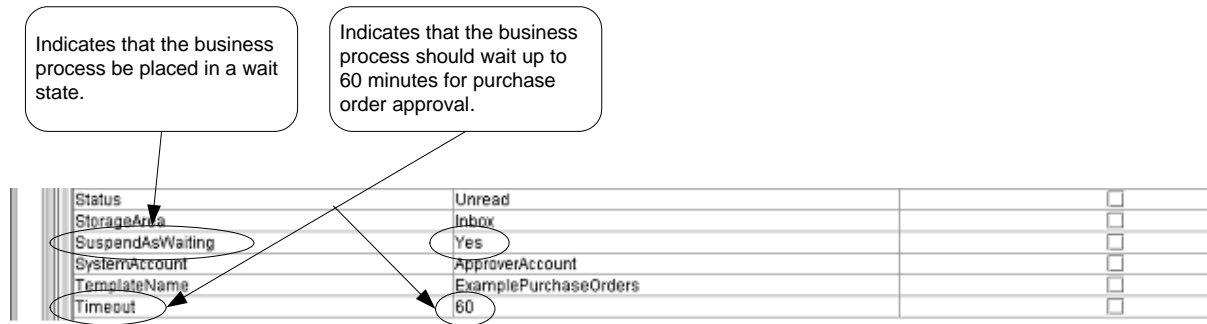 Indicates that the business
process be placed in a wait
state.
Indicates that the business
process should wait up to
60 minutes for purchase
order approval.
Status Unread
StorageArea Inbox
SuspendAsWaiting Yes
SystemAccount ApproverAccount
TemplateName ExamplePurchaseOrders
Timeout 60